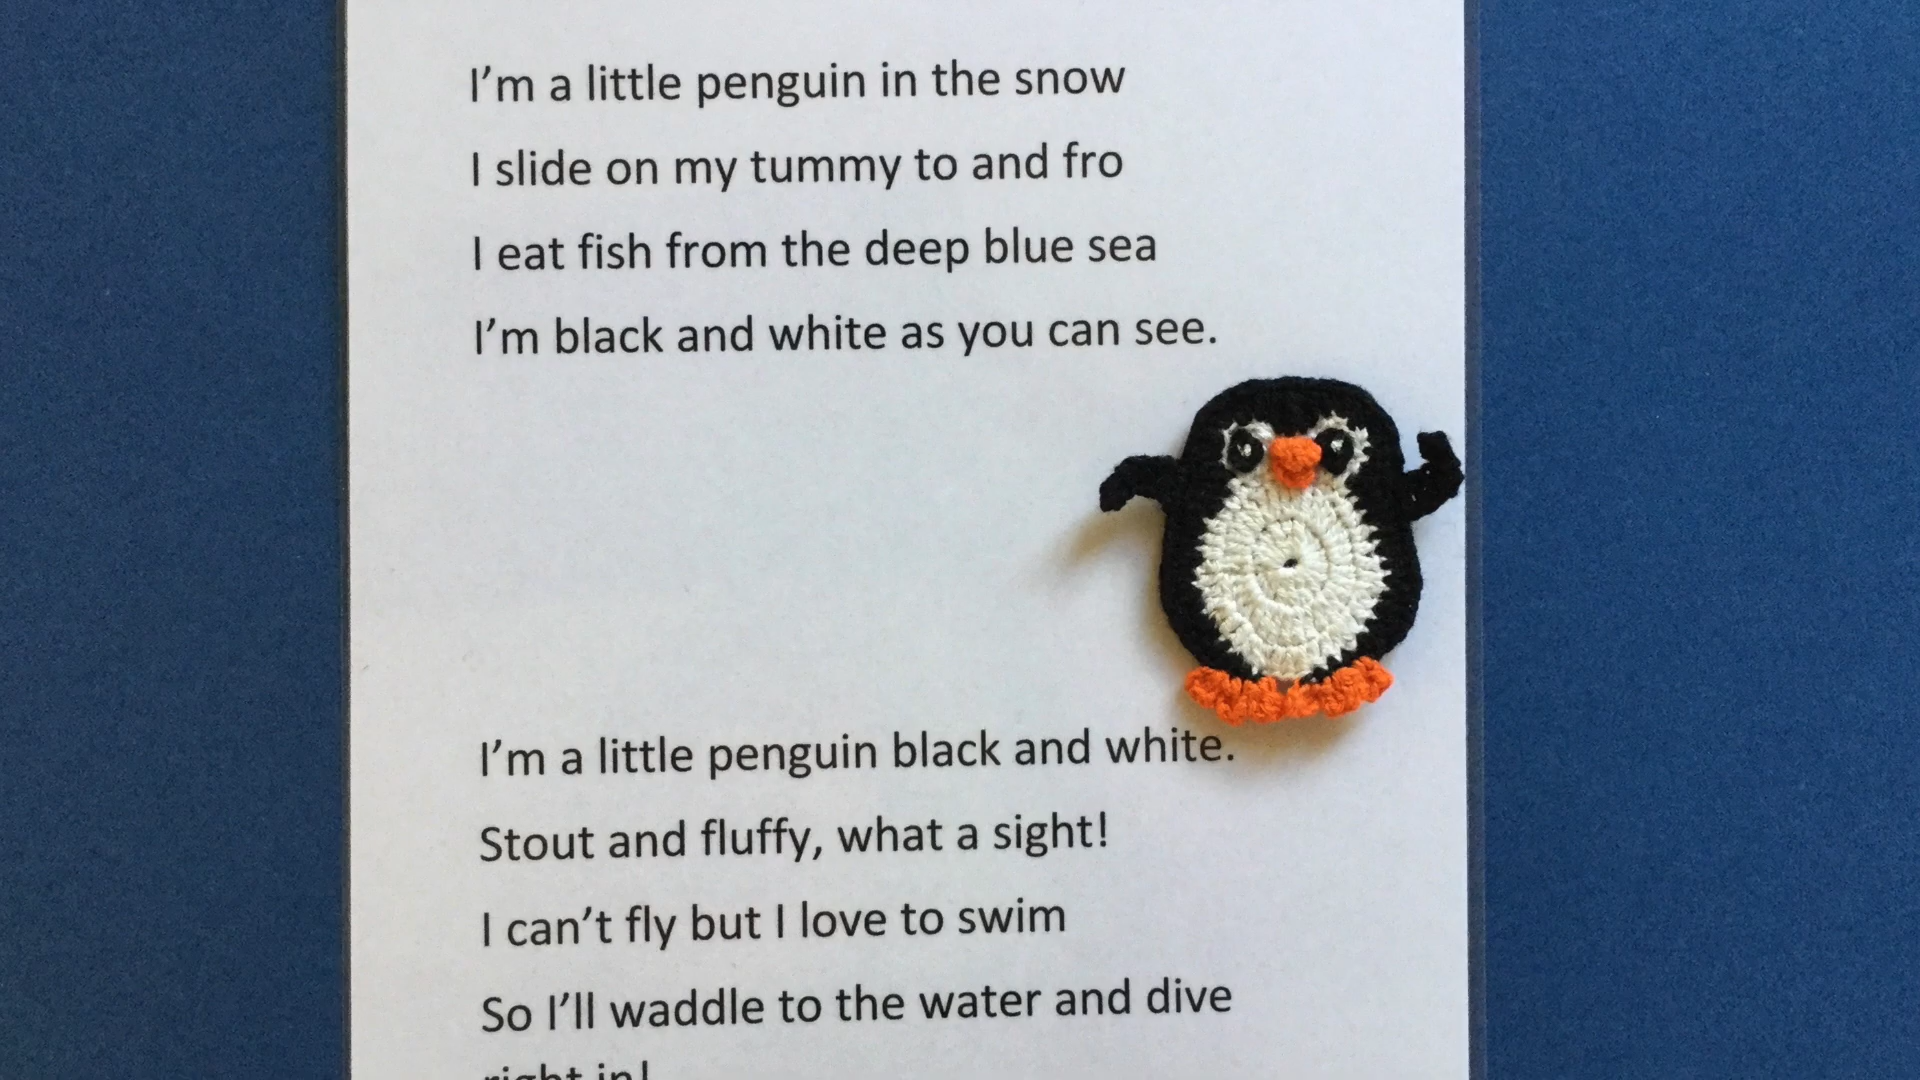 I'm a little penguin in the snow
I slide on my tummy to and fro
I eat fish from the deep blue sea
I'm black and white as you can see.
I'm a little penguin black and white.
Stout and fluffy, what a sight!
I can't fly but I love to swim
So I'll waddle to the water and dive
right in!